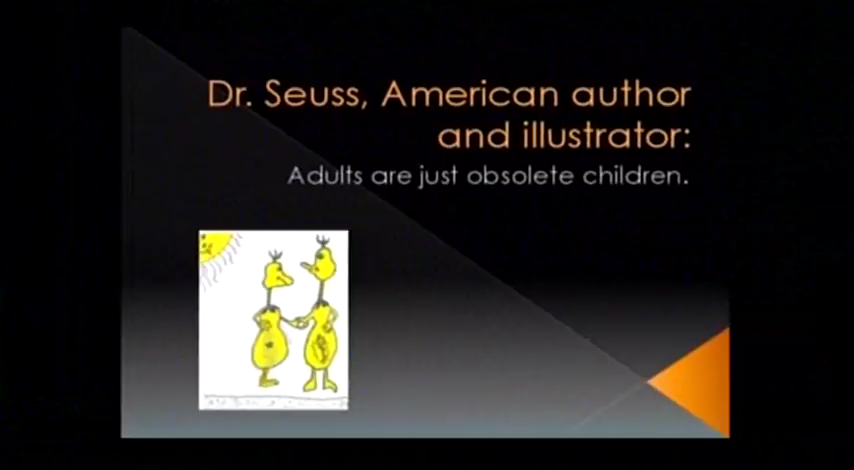 Dr. Seuss, American author
and illustrator:
Adults are just obsolete children.